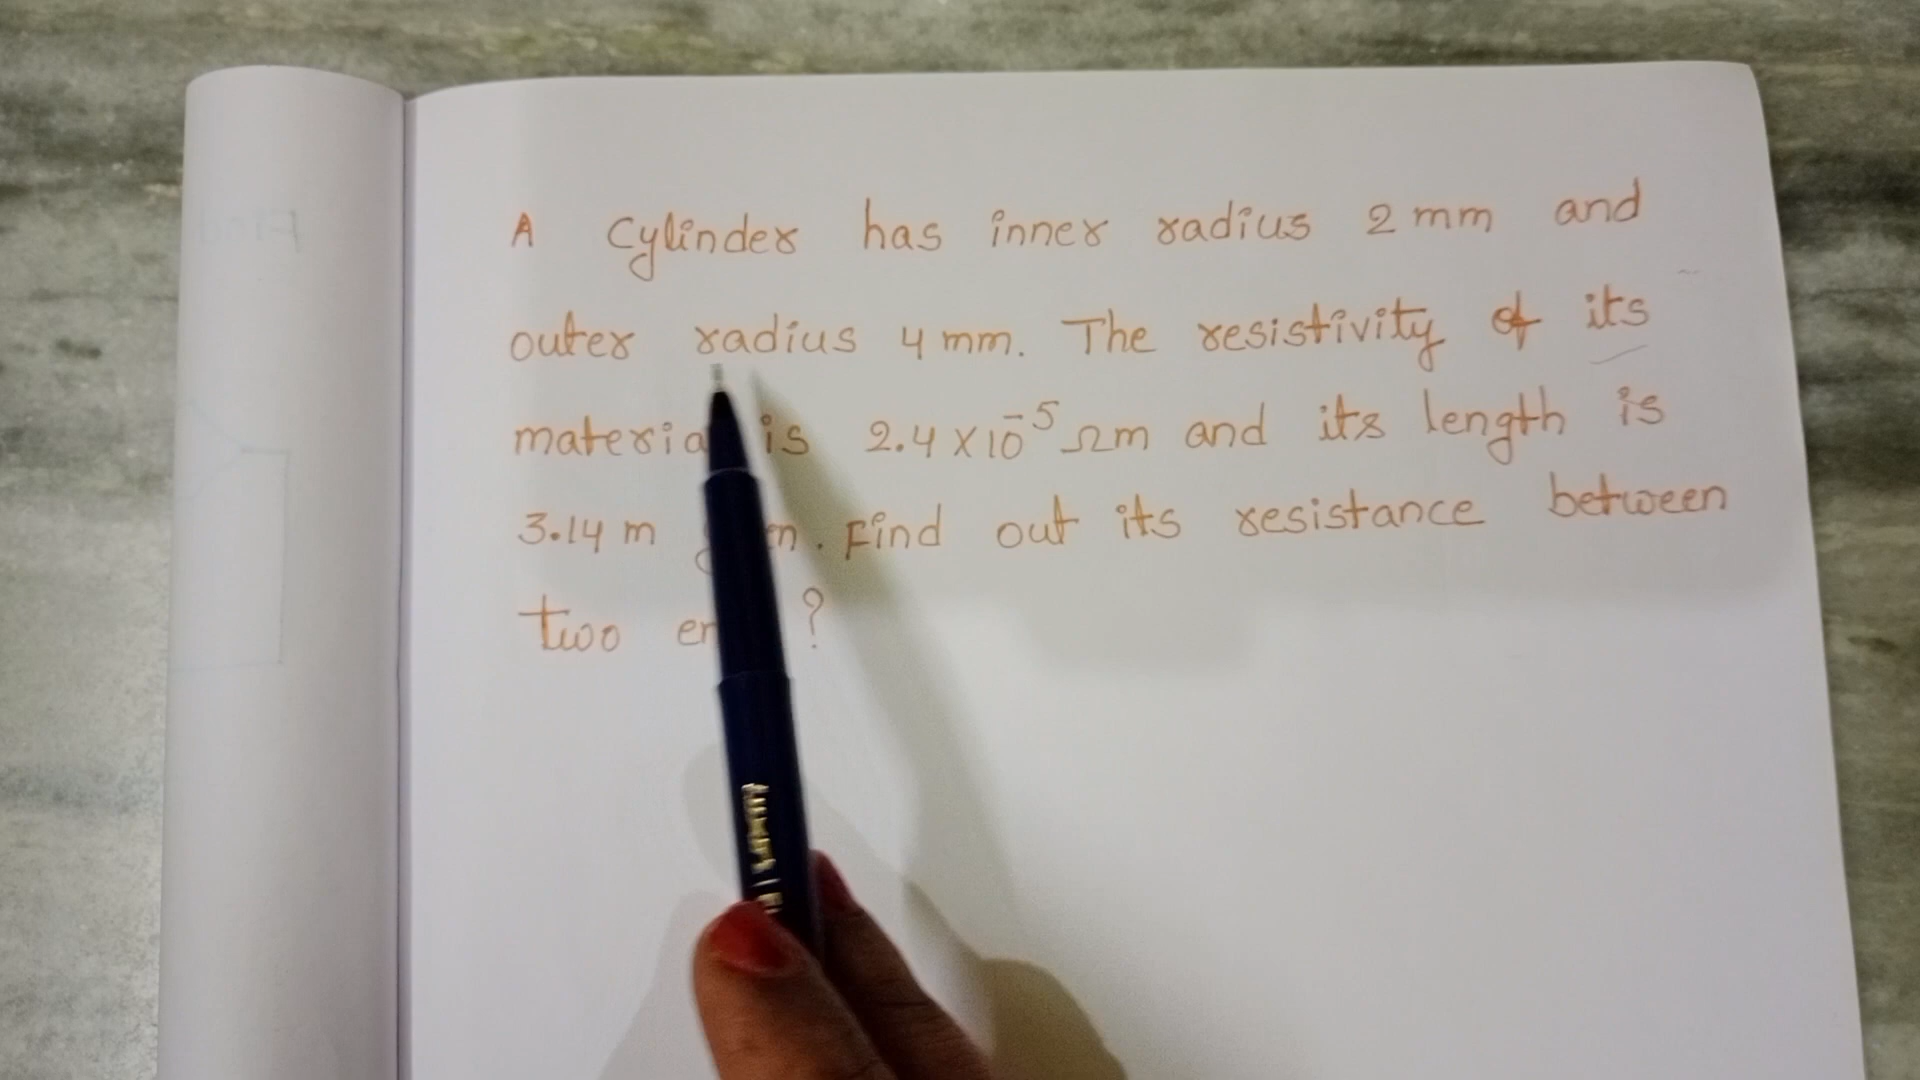 A Cylinder has inner radius 2 mm and
outer radius 4 mm. The resistivity of its
is 2.4 × 10⁻⁵ Ωm and its length is
3.14 m . Find out its resistance between
two ?